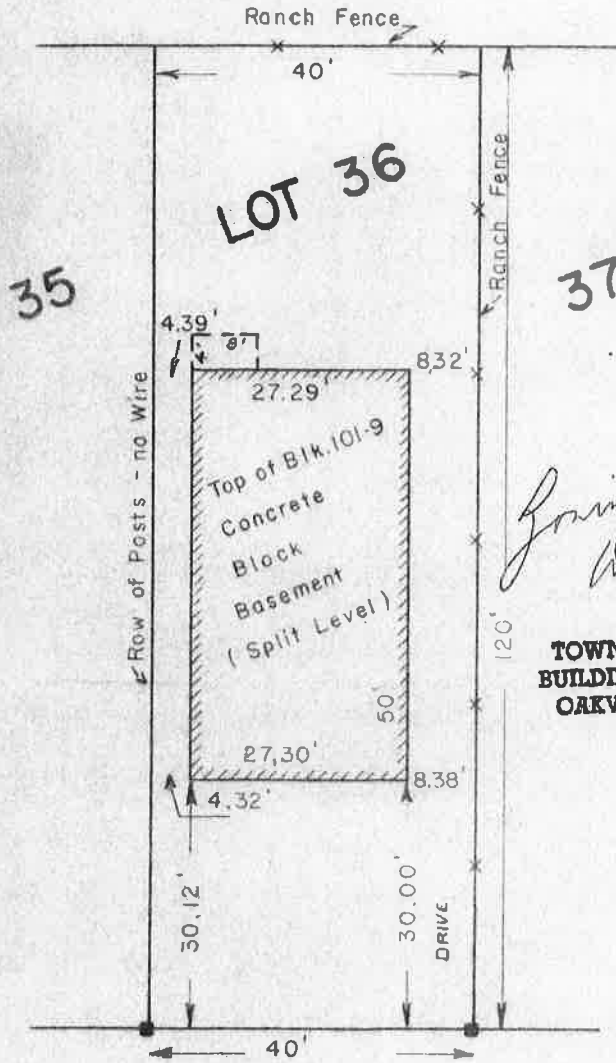 Ranch Fence
40'
LOT 36
35
37
Ranch Fence
4.39'
4'
8'
8.32'
27.29'
Row of Posts - no Wire
Top of Blk. 101-9
Concrete
Block
Basement
(Split Level)
50'
120'
TOWN
BUILDI
OAKV
27,30'
8.38'
4.32'
30.12'
30.00'
DRIVE
40'